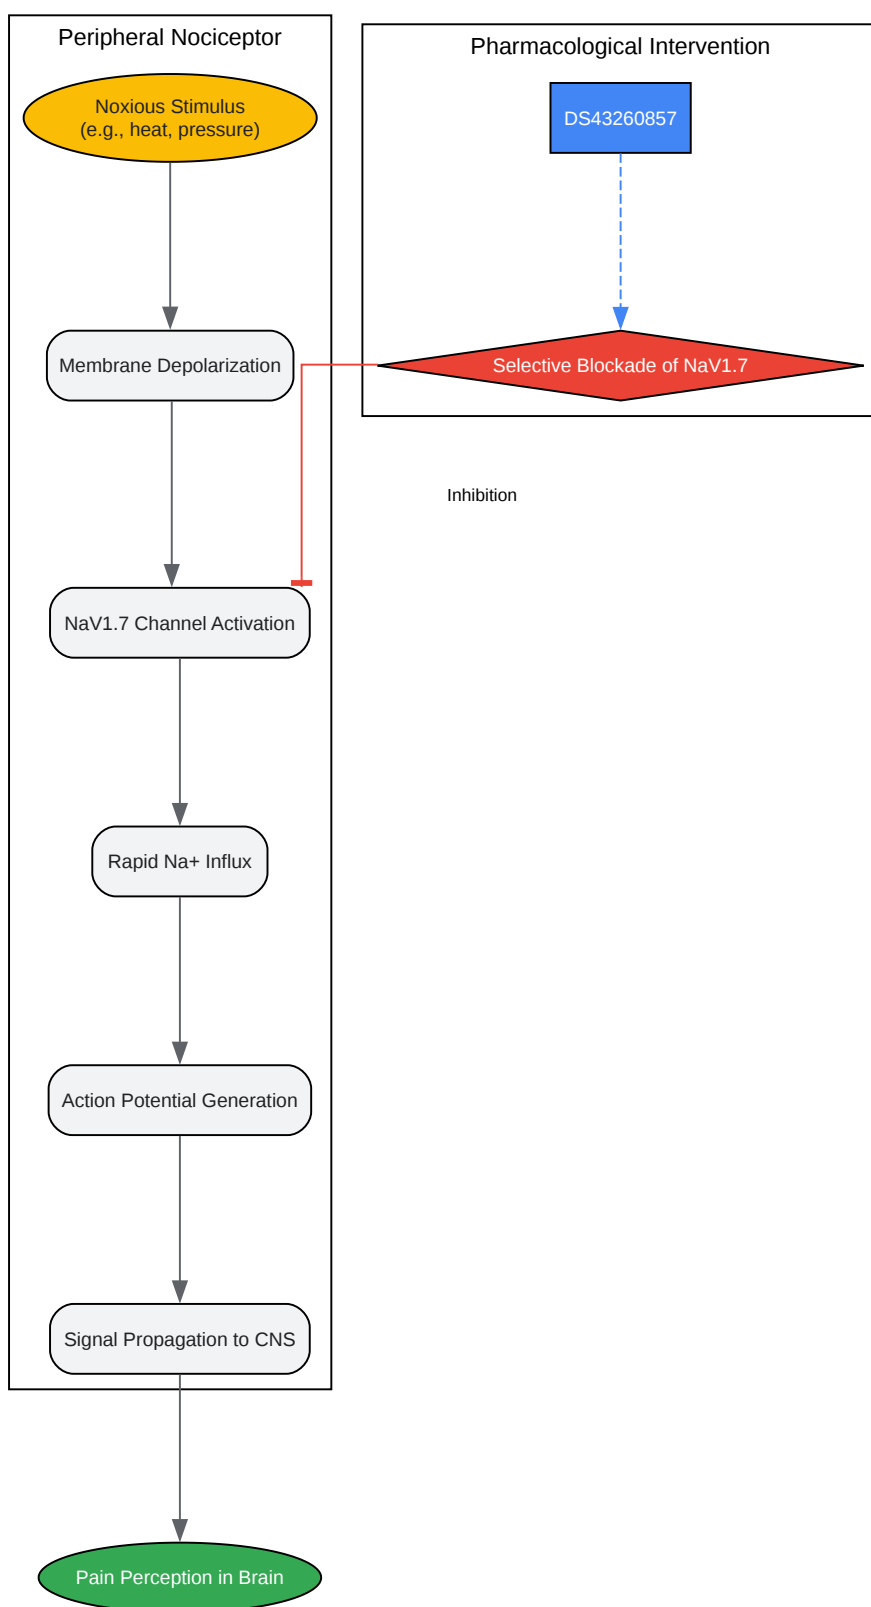 Peripheral Nociceptor
Noxious Stimulus
(e.g., heat, pressure)
Membrane Depolarization
NaV1.7 Channel Activation
Rapid Na+ Influx
Action Potential Generation
Signal Propagation to CNS
Pain Perception in Brain
Pharmacological Intervention
DS43260857
Selective Blockade of NaV1.7
Inhibition